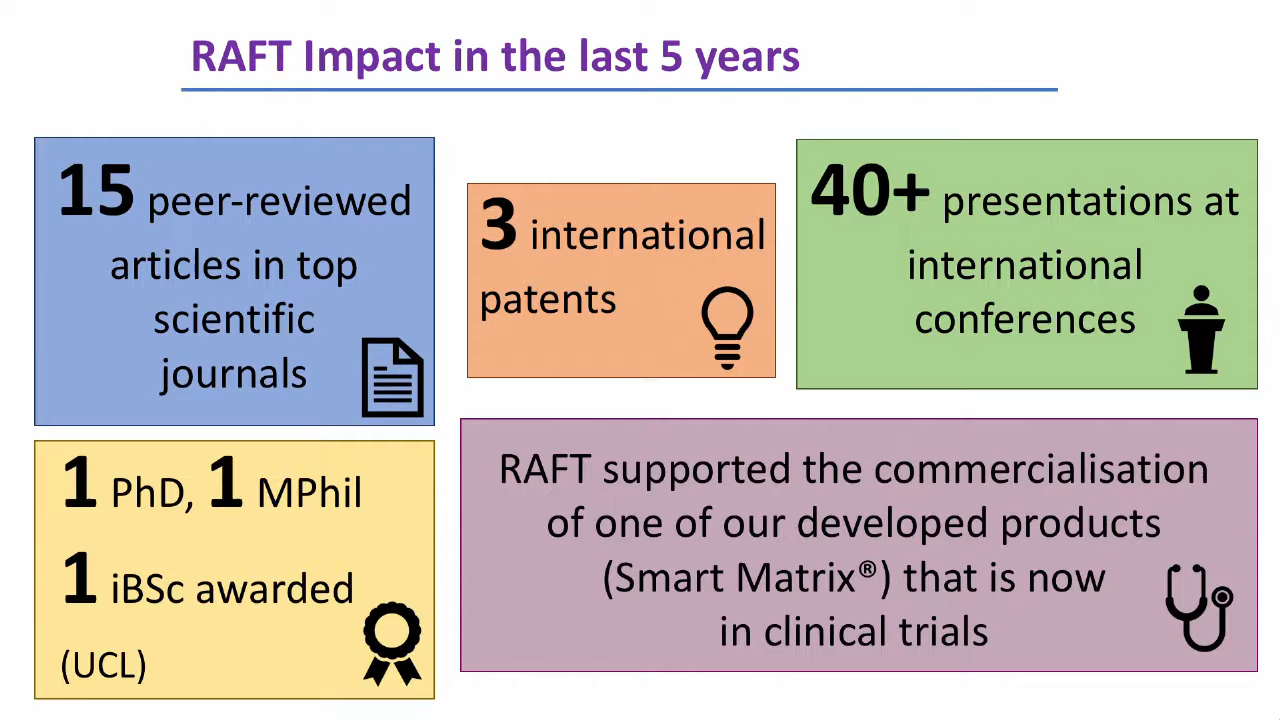 RAFT Impact in the last 5 years
15 peer-reviewed
articles in top
scientific
journals
3 international
patents
40+ presentations at
international
conferences
1 PhD, 1 MPhil
1 iBSc awarded
(UCL)
RAFT supported the commercialisation
of one of our developed products
(Smart Matrix®) that is now
in clinical trials